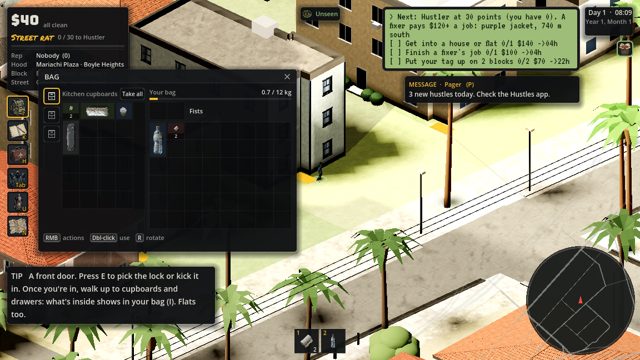 $40 all clean
STREET RAT 0 / 30 to Hustler
Rep Nobody (0)
Hood Mariachi Plaza · Boyle Heights
Block
Street
BAG
Kitchen cupboards Take all
2
Your bag 0.7 / 12 kg
Fists
2
RMB actions Dbl-click use R rotate
K
H
Tab
U
TIP A front door. Press E to pick the lock or kick it
in. Once you're in, walk up to cupboards and
drawers: what's inside shows in your bag (I). Flats
too.
Unseen
> Next: Hustler at 30 points (you have 0). A
fixer pays $120+ a job: purple jacket, 740 m
south
[ ] Get into a house or flat 0/1 $140 ->04h
[ ] Finish a fixer's job 0/1 $100 ->04h
[ ] Put your tag up on 2 blocks 0/2 $70 ->22h
MESSAGE · Pager (P)
3 new hustles today. Check the Hustles app.
Day 1 · 08:09
Year 1, Month 1
1
2
2